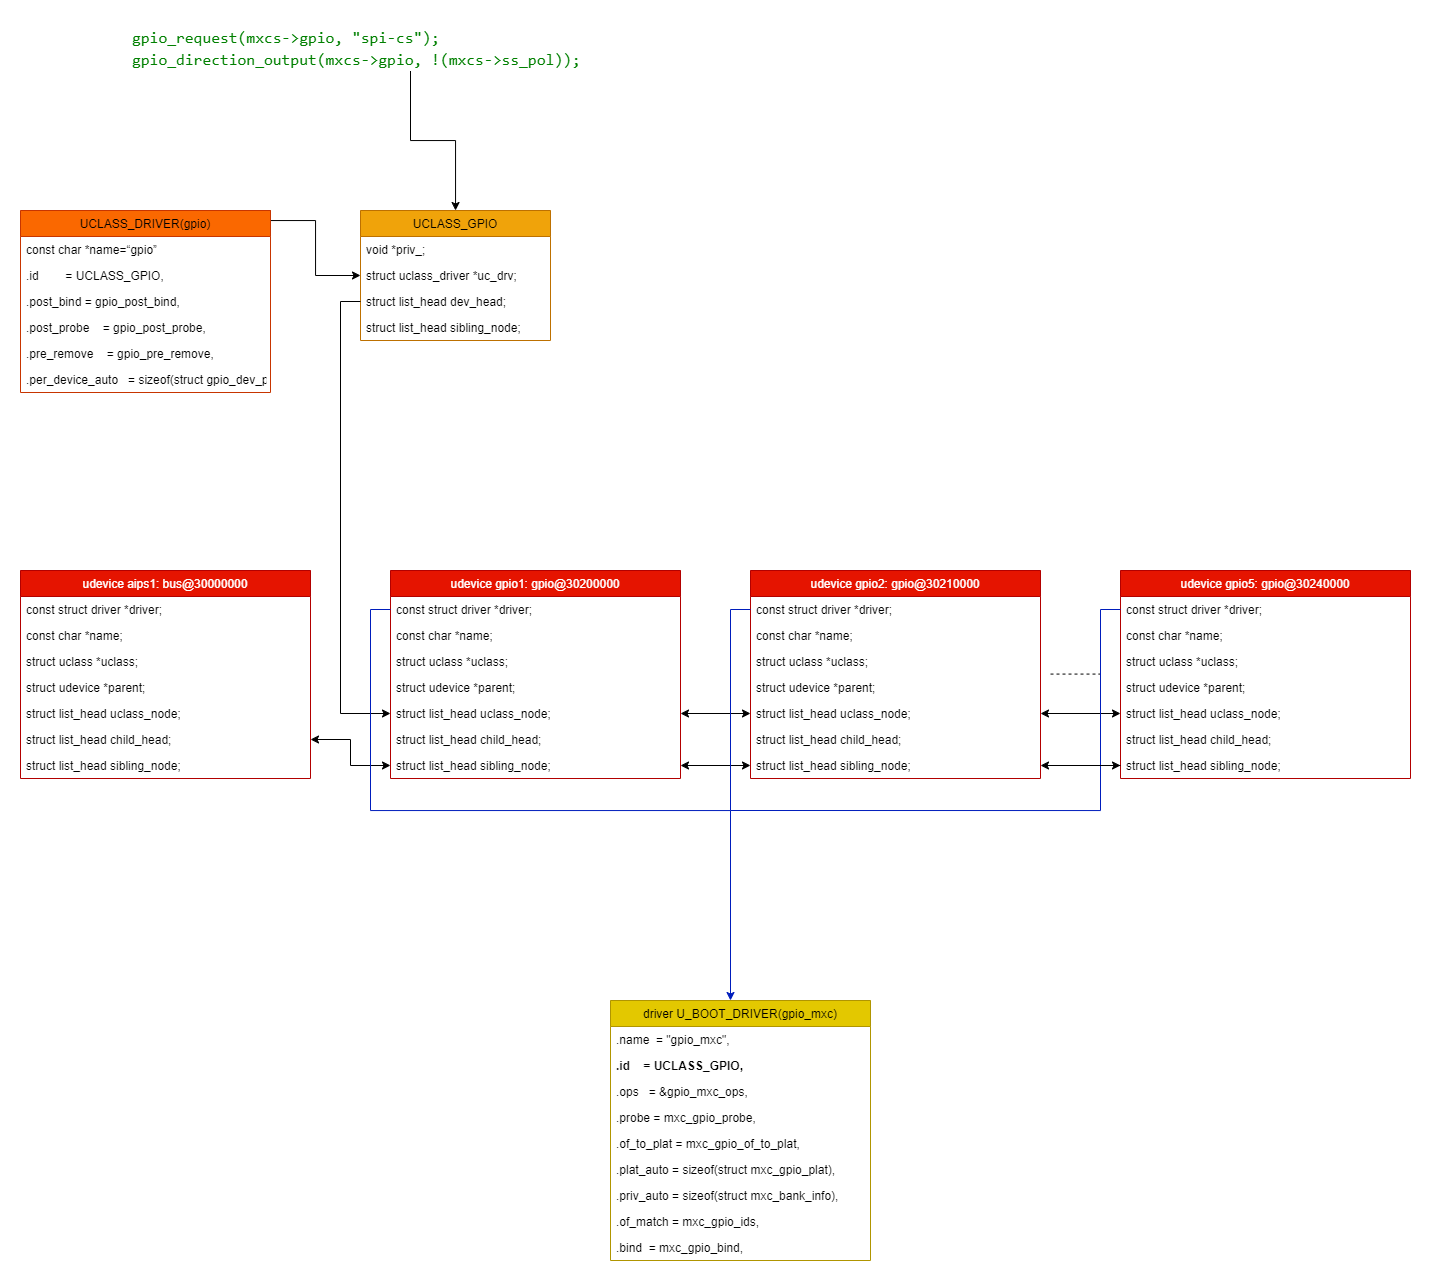 gpio_request(mxcs->gpio, "spi-cs");
gpio_direction_output(mxcs->gpio, !(mxcs->ss_pol));
UCLASS_DRIVER(gpio)
const char *name=“gpio”
.id        = UCLASS_GPIO,
.post_bind = gpio_post_bind,
.post_probe    = gpio_post_probe,
.pre_remove    = gpio_pre_remove,
.per_device_auto   = sizeof(struct gpio_dev_p
UCLASS_GPIO
void *priv_;
struct uclass_driver *uc_drv;
struct list_head dev_head;
struct list_head sibling_node;
udevice aips1: bus@30000000
const struct driver *driver;
const char *name;
struct uclass *uclass;
struct udevice *parent;
struct list_head uclass_node;
struct list_head child_head;
struct list_head sibling_node;
udevice gpio1: gpio@30200000
const struct driver *driver;
const char *name;
struct uclass *uclass;
struct udevice *parent;
struct list_head uclass_node;
struct list_head child_head;
struct list_head sibling_node;
udevice gpio2: gpio@30210000
const struct driver *driver;
const char *name;
struct uclass *uclass;
struct udevice *parent;
struct list_head uclass_node;
struct list_head child_head;
struct list_head sibling_node;
udevice gpio5: gpio@30240000
const struct driver *driver;
const char *name;
struct uclass *uclass;
struct udevice *parent;
struct list_head uclass_node;
struct list_head child_head;
struct list_head sibling_node;
driver U_BOOT_DRIVER(gpio_mxc)
.name  = "gpio_mxc",
.id    = UCLASS_GPIO,
.ops   = &gpio_mxc_ops,
.probe = mxc_gpio_probe,
.of_to_plat = mxc_gpio_of_to_plat,
.plat_auto = sizeof(struct mxc_gpio_plat),
.priv_auto = sizeof(struct mxc_bank_info),
.of_match = mxc_gpio_ids,
.bind  = mxc_gpio_bind,